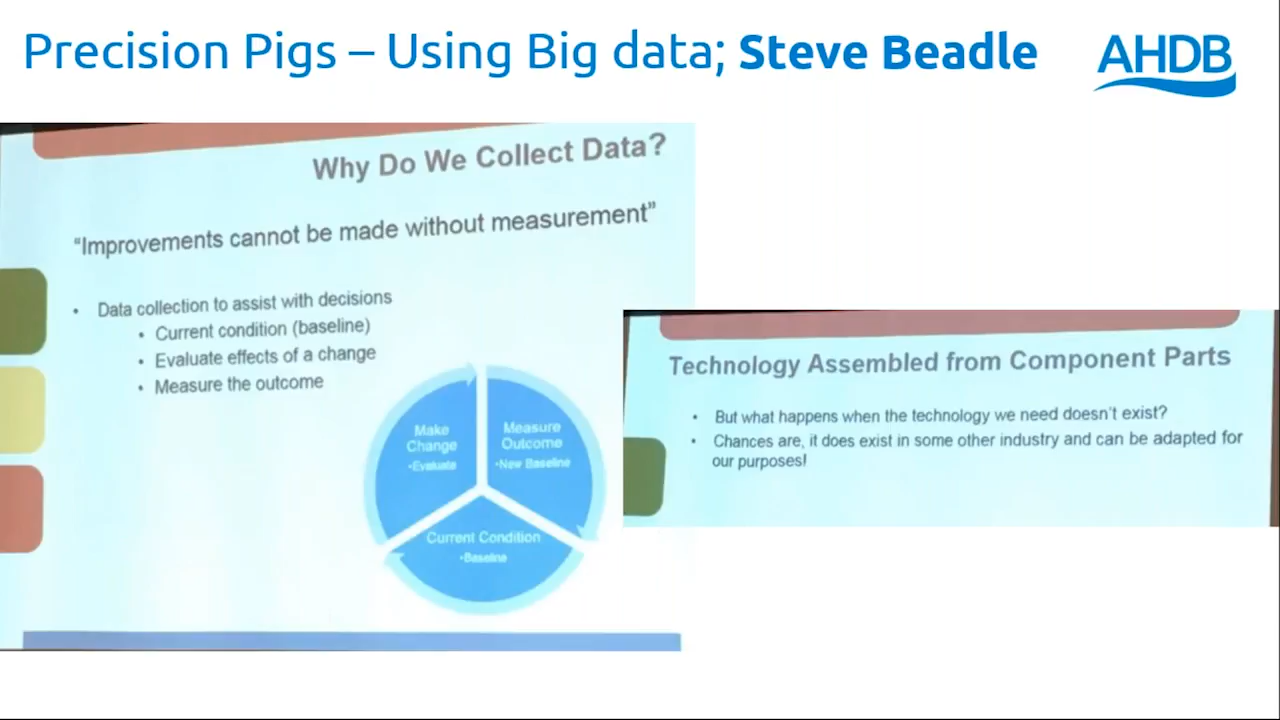 Precision Pigs – Using Big data; Steve Beadle
AHDB
Why Do We Collect Data?
“Improvements cannot be made without measurement”
• Data collection to assist with decisions
• Current condition (baseline)
• Evaluate effects of a change
• Measure the outcome
Make
Change
•Evaluate
Measure
Outcome
•New Baseline
Current Condition
•Baseline
Technology Assembled from Component Parts
• But what happens when the technology we need doesn’t exist?
• Chances are, it does exist in some other industry and can be adapted for
our purposes!